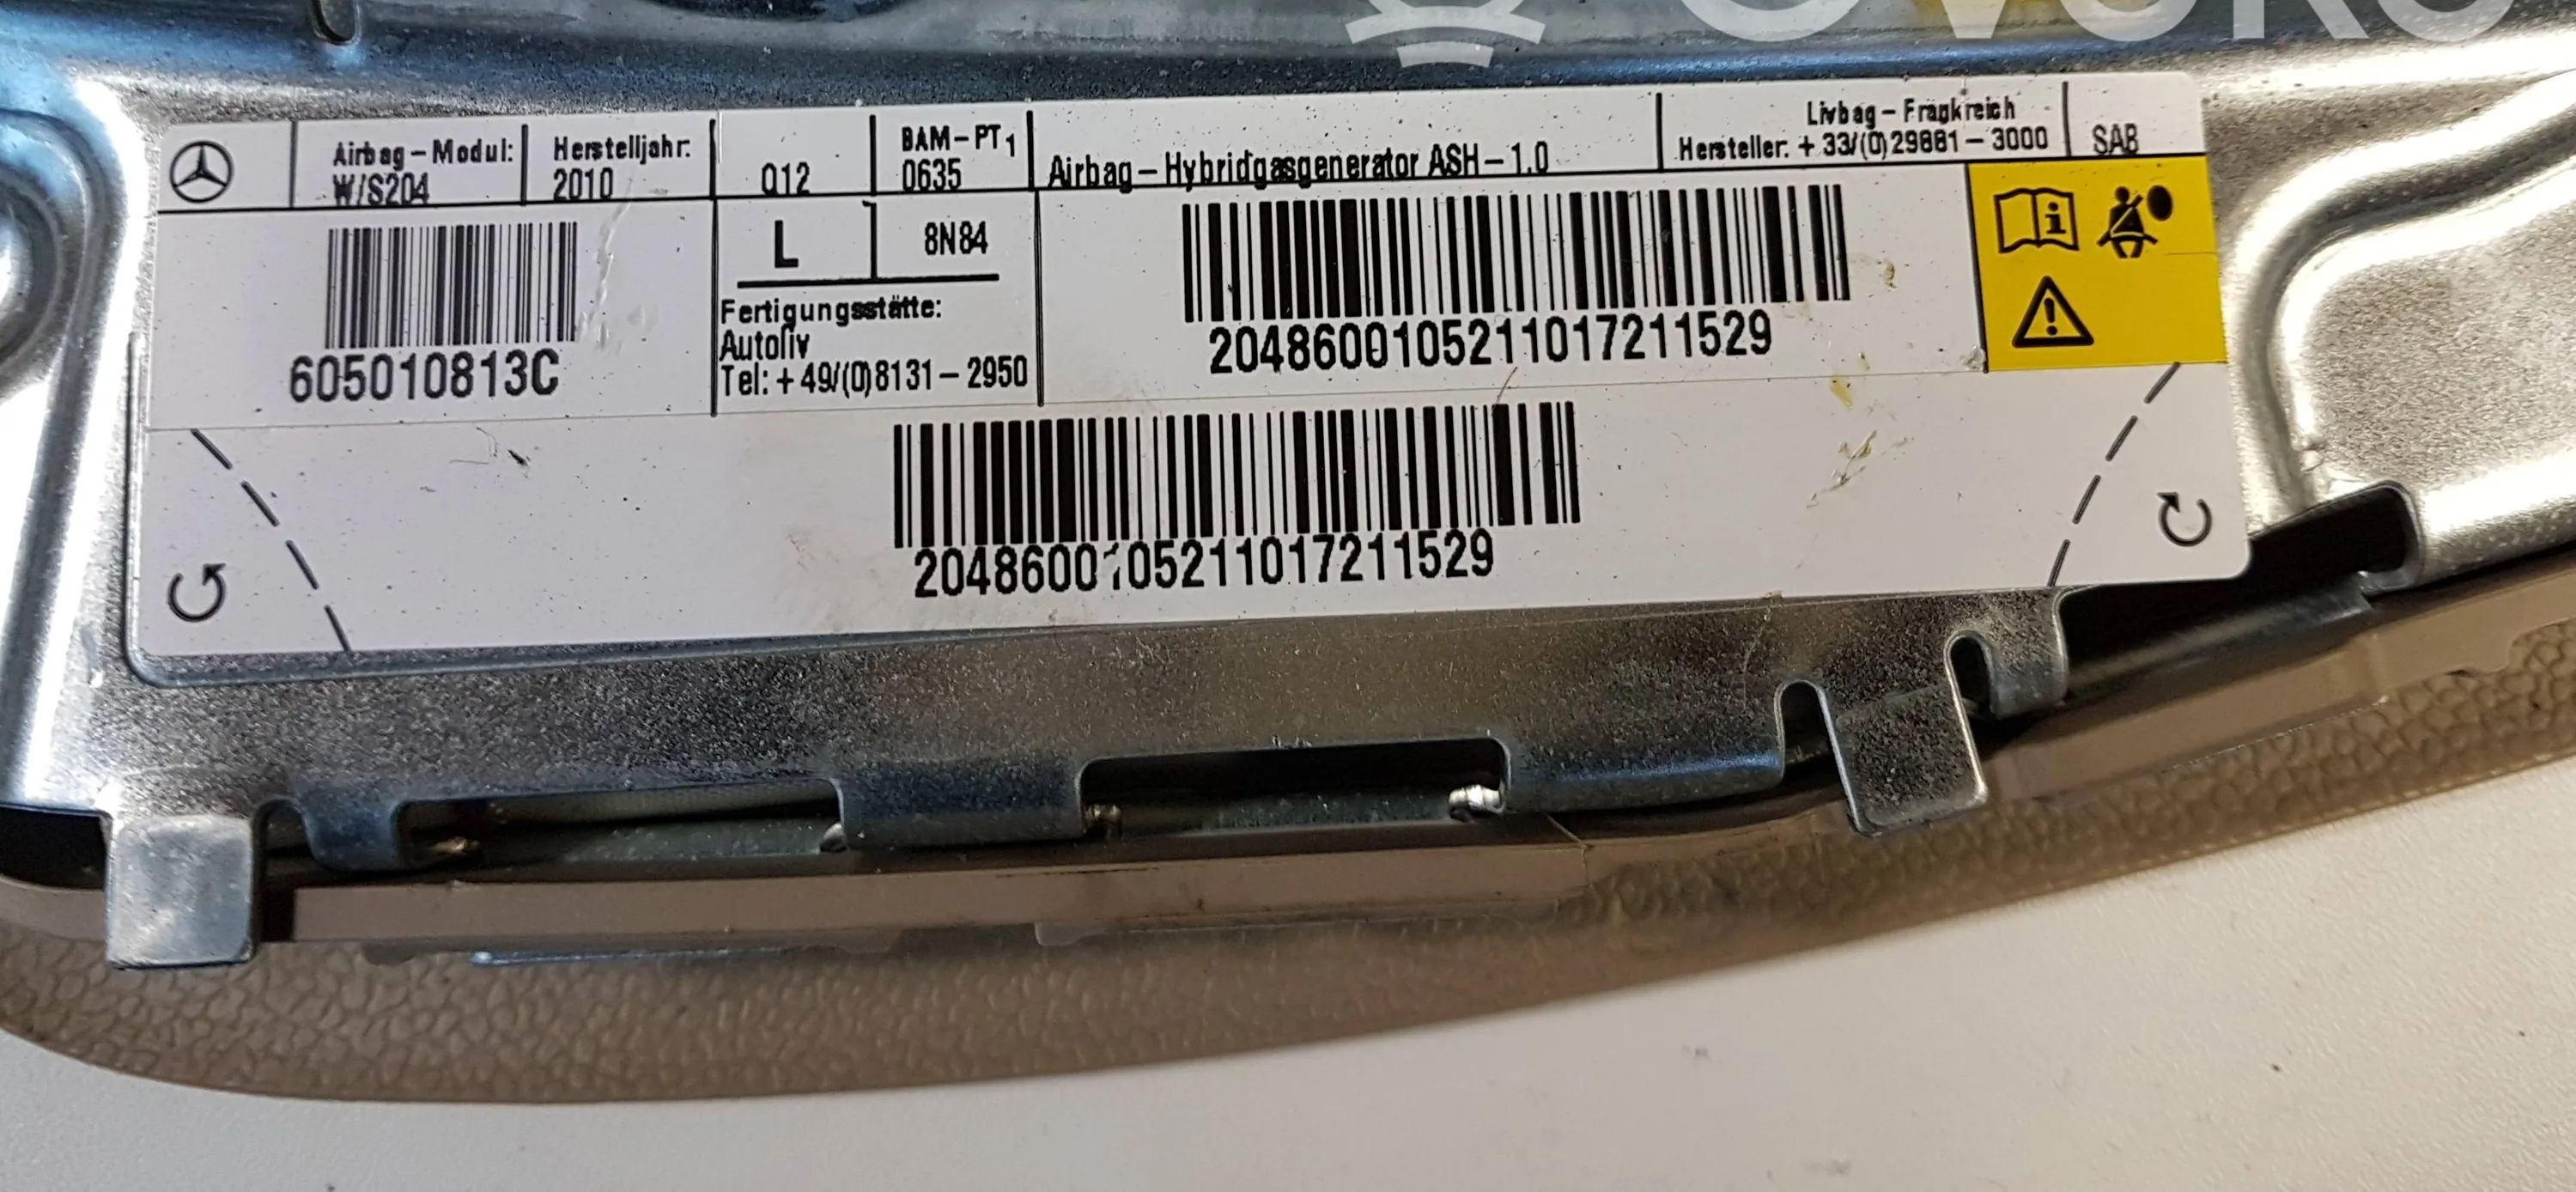 Airbag-Modul:
W/S204
Herstelljahr:
2010
Q12
BAM-PT1
0635
Airbag-Hybridgasgenerator ASH-1.0
Livbag-Frankreich
Hersteller: +33/(0)29881-3000
SAB
605010813C
L
8N84
Fertigungsstätte:
Autoliv
Tel: +49/(0)8131-2950
2048600105211017211529
2048600105211017211529